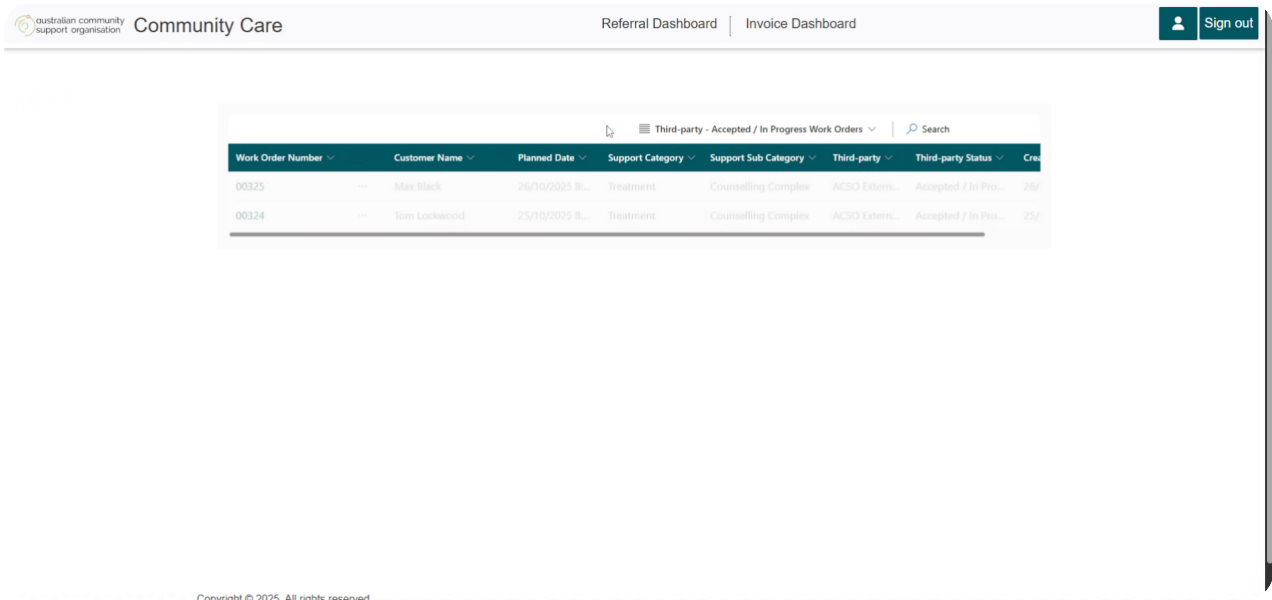 australian community
support organisation
Community Care
Referral Dashboard
Invoice Dashboard
Sign out
Third-party - Accepted / In Progress Work Orders
Search
Work Order Number Customer Name Planned Date Support Category Support Sub Category Third-party Third-party Status Crea
00325 ... Max Black 26/10/2025 8:... Treatment Counselling Complex ACSO Extern... Accepted / In Pro... 26/
00324 ... Tom Lockwood 25/10/2025 8:... Treatment Counselling Complex ACSO Extern... Accepted / In Pro... 25/
Copyright © 2025. All rights reserved.